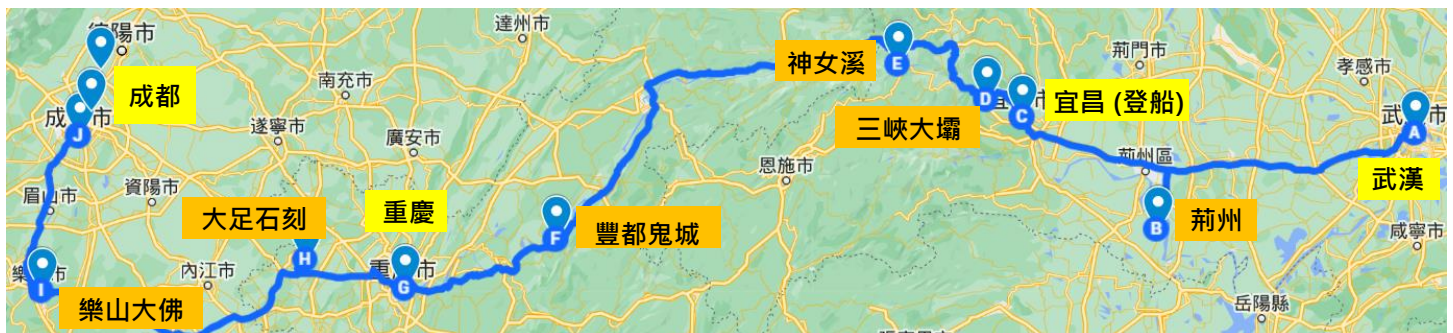 綿陽市
達州市
荊門市
孝感市
神女溪
E
成都
南充市
D
宜昌 (登船)
C
武
市
A
成
市
J
遂寧市
廣安市
三峽大壩
荊州區
恩施市
武漢
眉山市
資陽市
大足石刻
重慶
F
豐都鬼城
B
荊州
咸寧市
H
重
市
G
樂
市
I
內江市
樂山大佛
岳陽縣